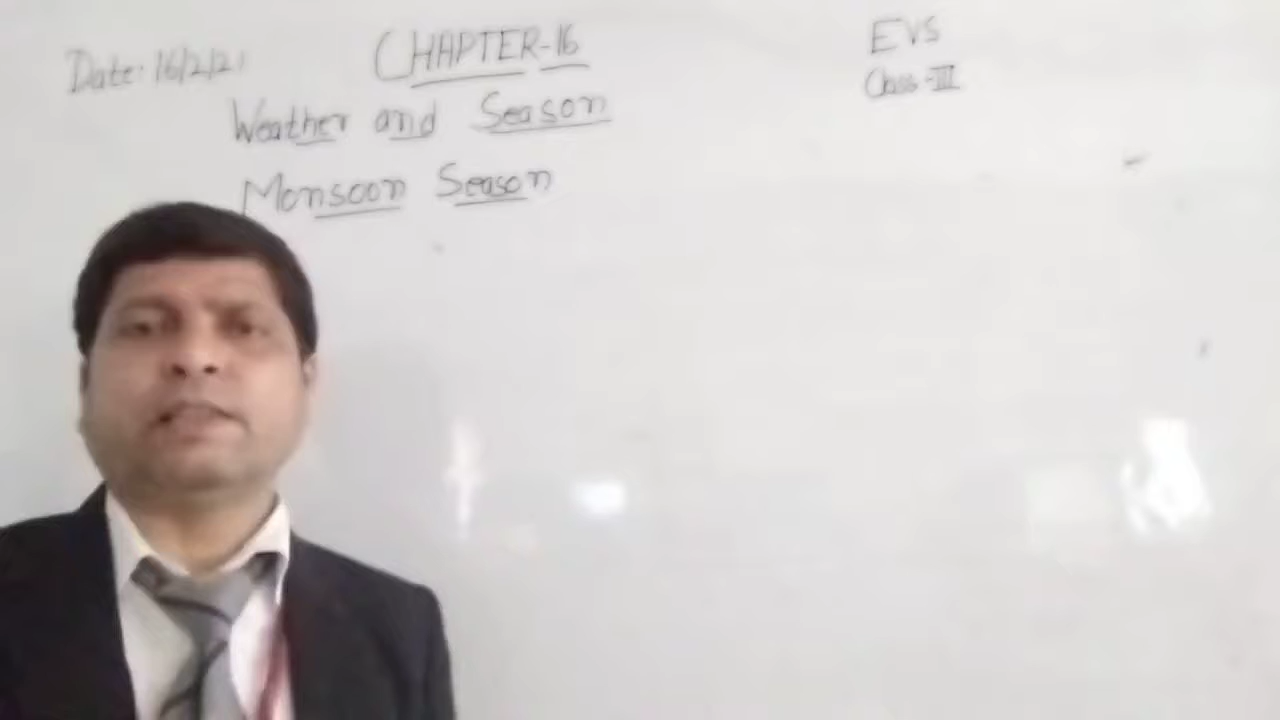 Date: 16/2/21
CHAPTER-16
EVS
Class-III
Weather and Season
Monsoon Season